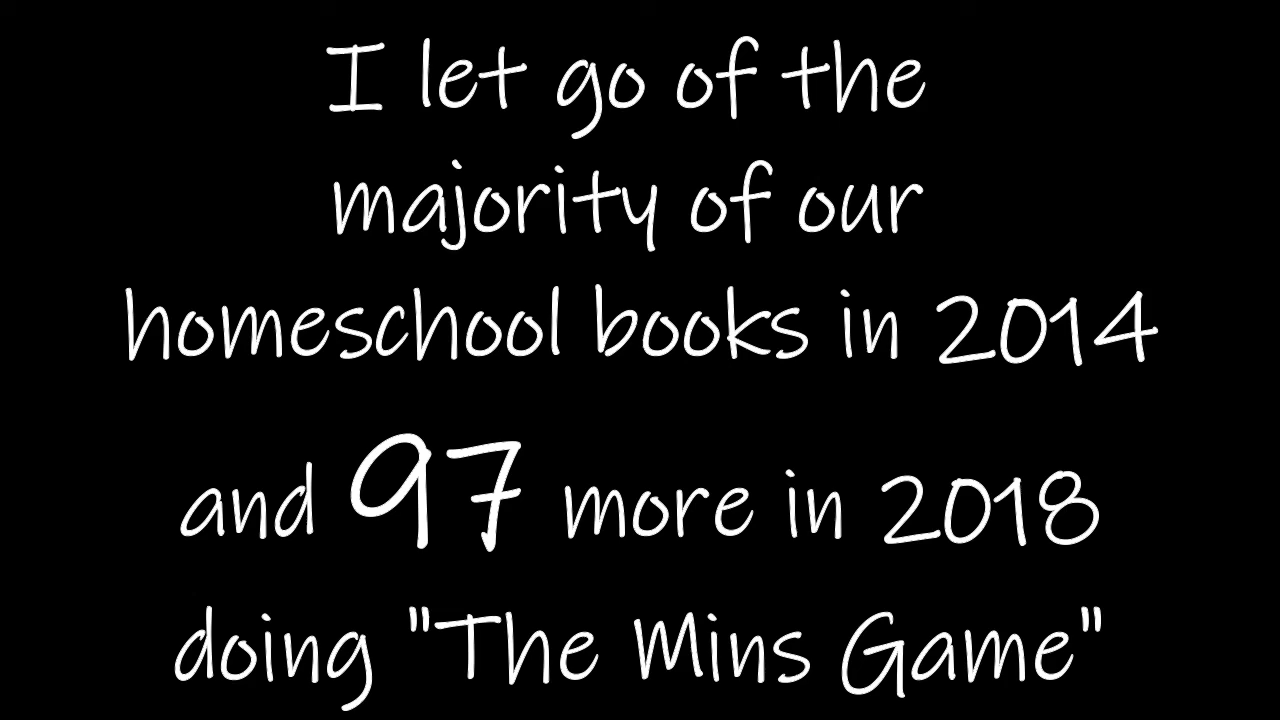 I let go of the
majority of our
homeschool books in 2014
and 97 more in 2018
doing "The Mins Game"